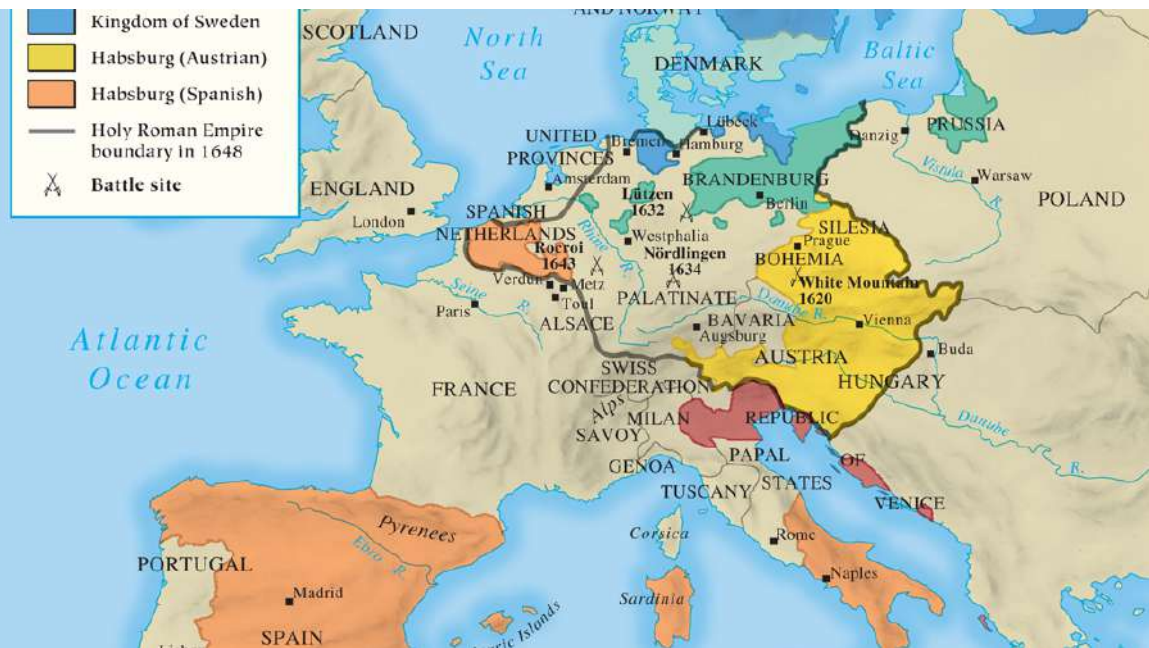 Kingdom of Sweden
Habsburg (Austrian)
Habsburg (Spanish)
Holy Roman Empire
boundary in 1648
Battle site
AND NORWAY
SCOTLAND
North
Sea
DENMARK
Baltic
Sea
Lübeck
UNITED
PROVINCES
Bremen
Hamburg
Danzig
PRUSSIA
Vistula
R.
Warsaw
POLAND
Amsterdam
ENGLAND
London
Lützen
1632
BRANDENBURG
Berlin
SPANISH
NETHERLANDS
Rhine
R.
Westphalia
SILESIA
Prague
BOHEMIA
Rocroi
1643
Nördlingen
1634
White Mountain
1620
Verdun
Metz
Toul
PALATINATE
Seine
R.
Paris
ALSACE
Danube R.
Vienna
BAVARIA
Augsburg
Buda
Atlantic
Ocean
AUSTRIA
HUNGARY
FRANCE
SWISS
CONFEDERATION
Alps
MILAN
REPUBLIC
Danube
R.
SAVOY
PAPAL
OF
GENOA
STATES
TUSCANY
VENICE
Pyrenees
Ebro R.
Corsica
Rome
PORTUGAL
Madrid
Naples
Sardinia
SPAIN
Islands